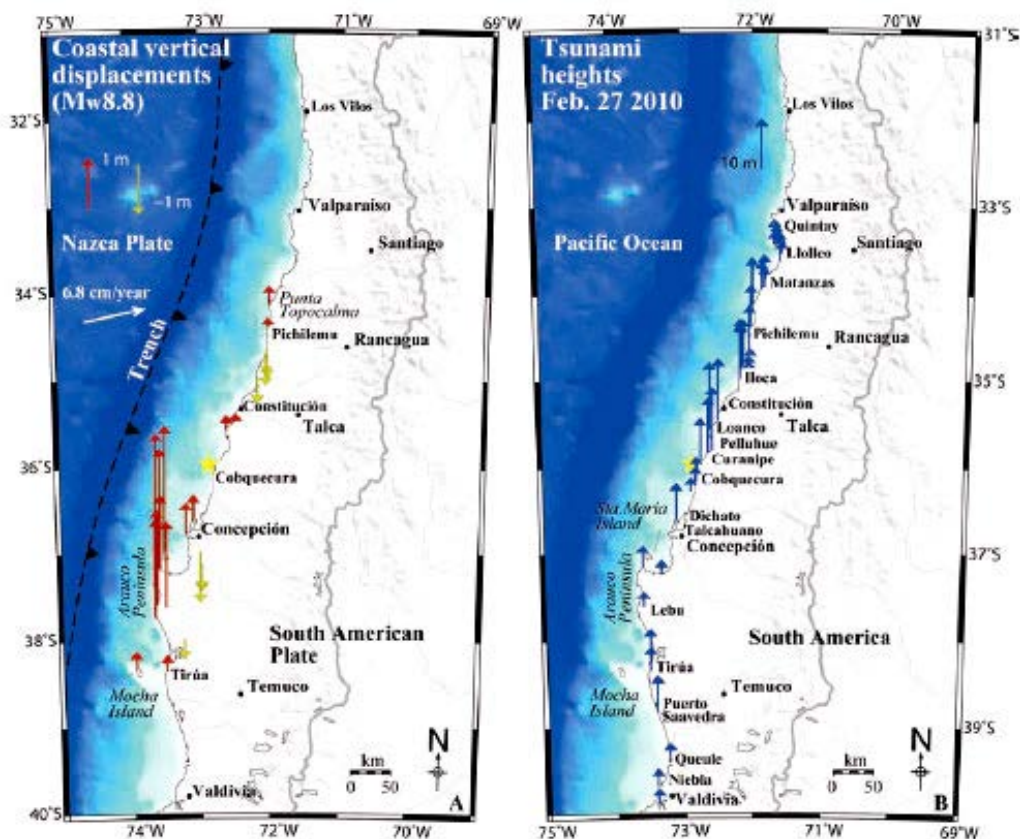 75°W
73°W
71°W
69°W
Coastal vertical
displacements
(Mw8.8)
32°S
1 m
–1 m
Nazca Plate
6.8 cm/year
Trench
34°S
36°S
38°S
40°S
Los Vilos
Valparaíso
Santiago
Punta
Topocalma
Pichilemu
Rancagua
Constitución
Talca
Cobquecura
Concepción
Arauco
Peninsula
South American
Plate
Tirúa
Mocha
Island
Temuco
Valdivia
km
0 50
N
A
74°W
72°W
70°W
72°W
70°W
Tsunami
heights
Feb. 27 2010
31°S
Los Vilos
10 m
Valparaíso
33°S
Quintay
Pacific Ocean
Santiago
Llolleo
Matanzas
Pichilemu
Rancagua
Iloca
35°S
Constitución
Talca
Loanco
Pelluhue
Curanipe
Cobquecura
Sta. María
Island
Dichato
Talcahuano
Concepción
37°S
Arauco
Peninsula
Lebu
South America
Tirúa
Mocha
Island
Temuco
Puerto
Saavedra
39°S
Queule
Niebla
Valdivia
km
0 50
N
B
75°W
73°W
71°W
69°W